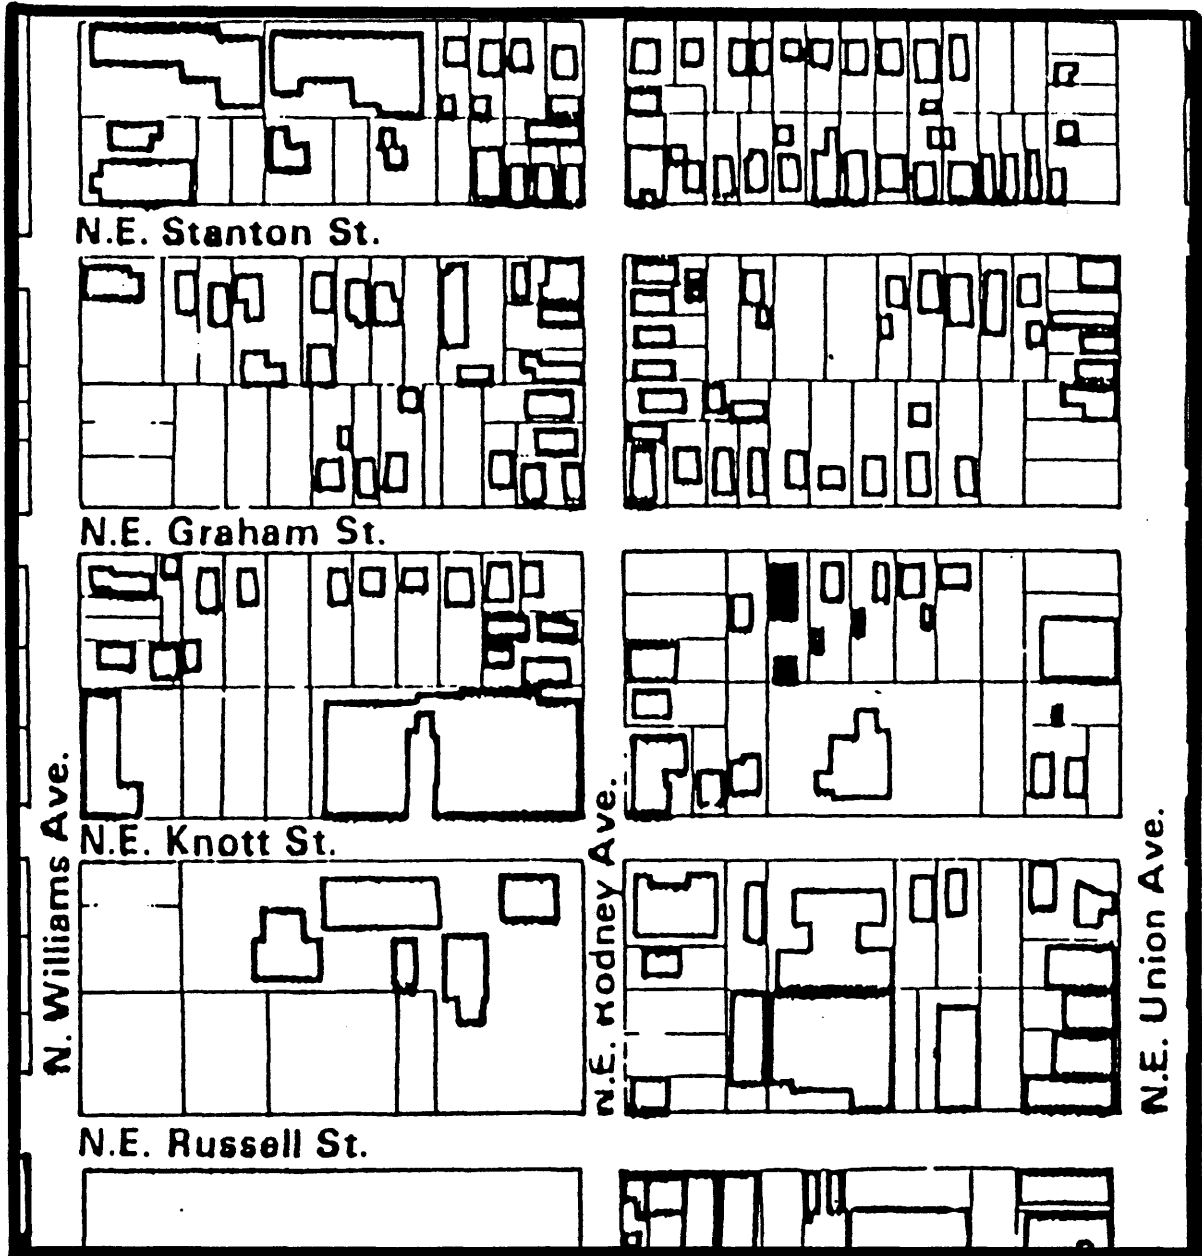 N.E. Stanton St.
N.E. Graham St.
N.E. Knott St.
N.E. Russell St.
N. Williams Ave.
N.E. Rodney Ave.
N.E. Union Ave.